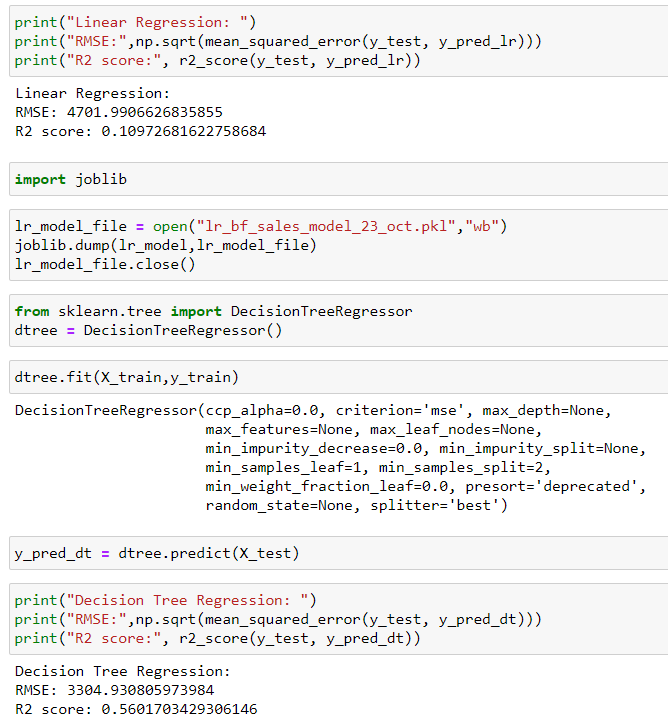 print("Linear Regression: ")
print("RMSE:",np.sqrt(mean_squared_error(y_test, y_pred_lr)))
print("R2 score:", r2_score(y_test, y_pred_lr))
Linear Regression:
RMSE: 4701.9906626835855
R2 score: 0.10972681622758684
import joblib
lr_model_file = open("lr_bf_sales_model_23_oct.pkl","wb")
joblib.dump(lr_model,lr_model_file)
lr_model_file.close()
from sklearn.tree import DecisionTreeRegressor
dtree = DecisionTreeRegressor()
dtree.fit(X_train,y_train)
DecisionTreeRegressor(ccp_alpha=0.0, criterion='mse', max_depth=None,
max_features=None, max_leaf_nodes=None,
min_impurity_decrease=0.0, min_impurity_split=None,
min_samples_leaf=1, min_samples_split=2,
min_weight_fraction_leaf=0.0, presort='deprecated',
random_state=None, splitter='best')
y_pred_dt = dtree.predict(X_test)
print("Decision Tree Regression: ")
print("RMSE:",np.sqrt(mean_squared_error(y_test, y_pred_dt)))
print("R2 score:", r2_score(y_test, y_pred_dt))
Decision Tree Regression:
RMSE: 3304.930805973984
R2 score: 0.5601703429306146